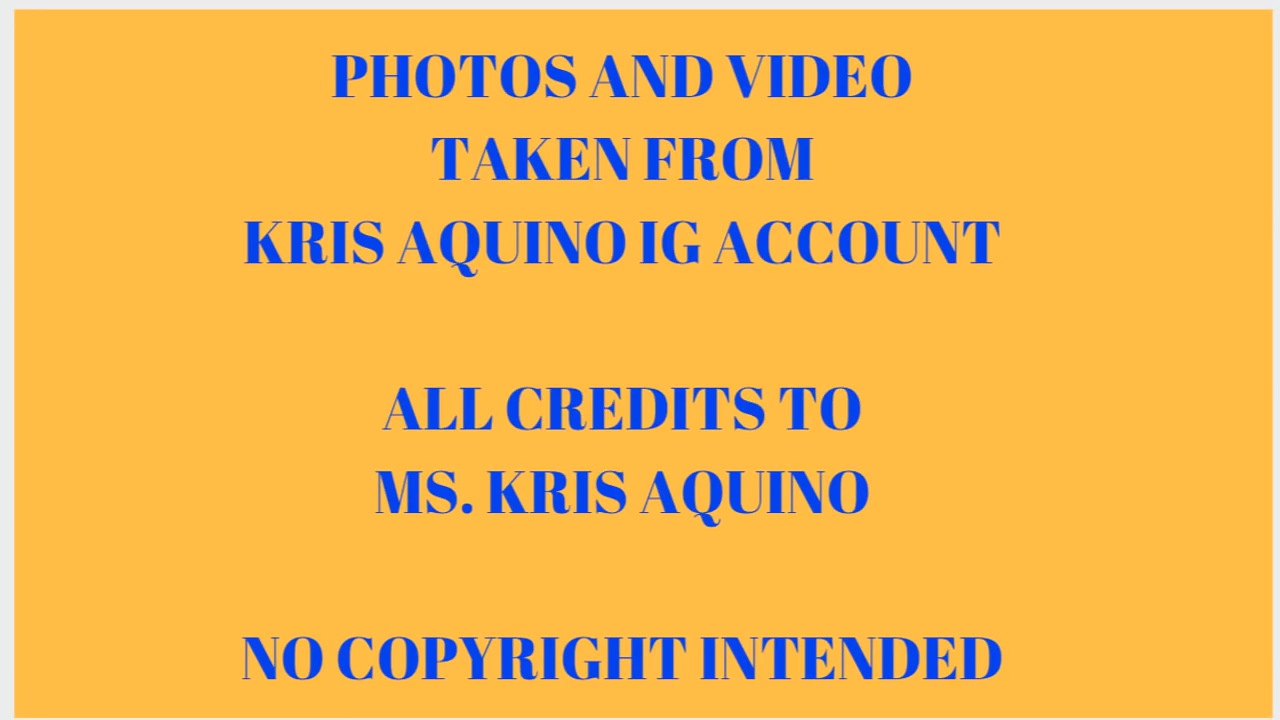 PHOTOS AND VIDEO
TAKEN FROM
KRIS AQUINO IG ACCOUNT
ALL CREDITS TO
MS. KRIS AQUINO
NO COPYRIGHT INTENDED